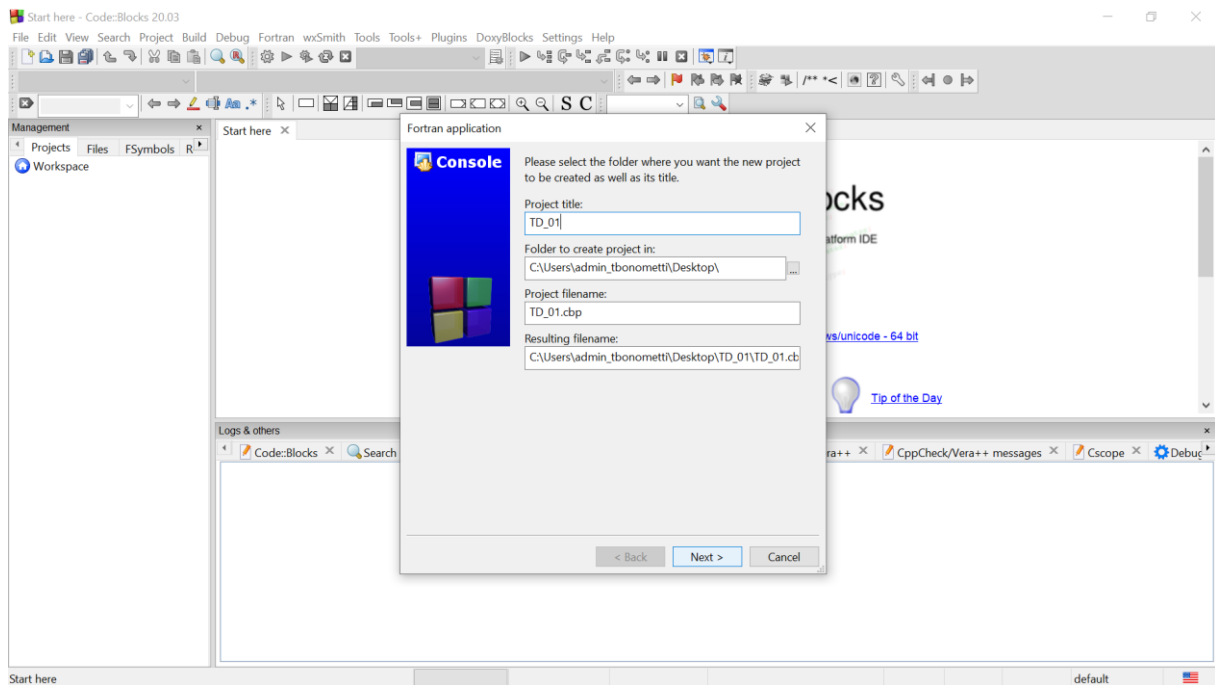 Start here - Code::Blocks 20.03
File Edit View Search Project Build Debug Fortran wxSmith Tools Tools+ Plugins DoxyBlocks Settings Help
/** *<
Aa .* S C
Management
Projects Files FSymbols R
Workspace
Start here
Fortran application
Console
Please select the folder where you want the new project
to be created as well as its title.
Project title:
TD_01
Folder to create project in:
C:\Users\admin_tbonometti\Desktop\
...
Project filename:
TD_01.cbp
Resulting filename:
C:\Users\admin_tbonometti\Desktop\TD_01\TD_01.cb
< Back Next > Cancel
ocks
atform IDE
ws/unicode - 64 bit
Tip of the Day
Logs & others
Code::Blocks Search ra++ CppCheck/Vera++ messages Cscope Debug
Start here default